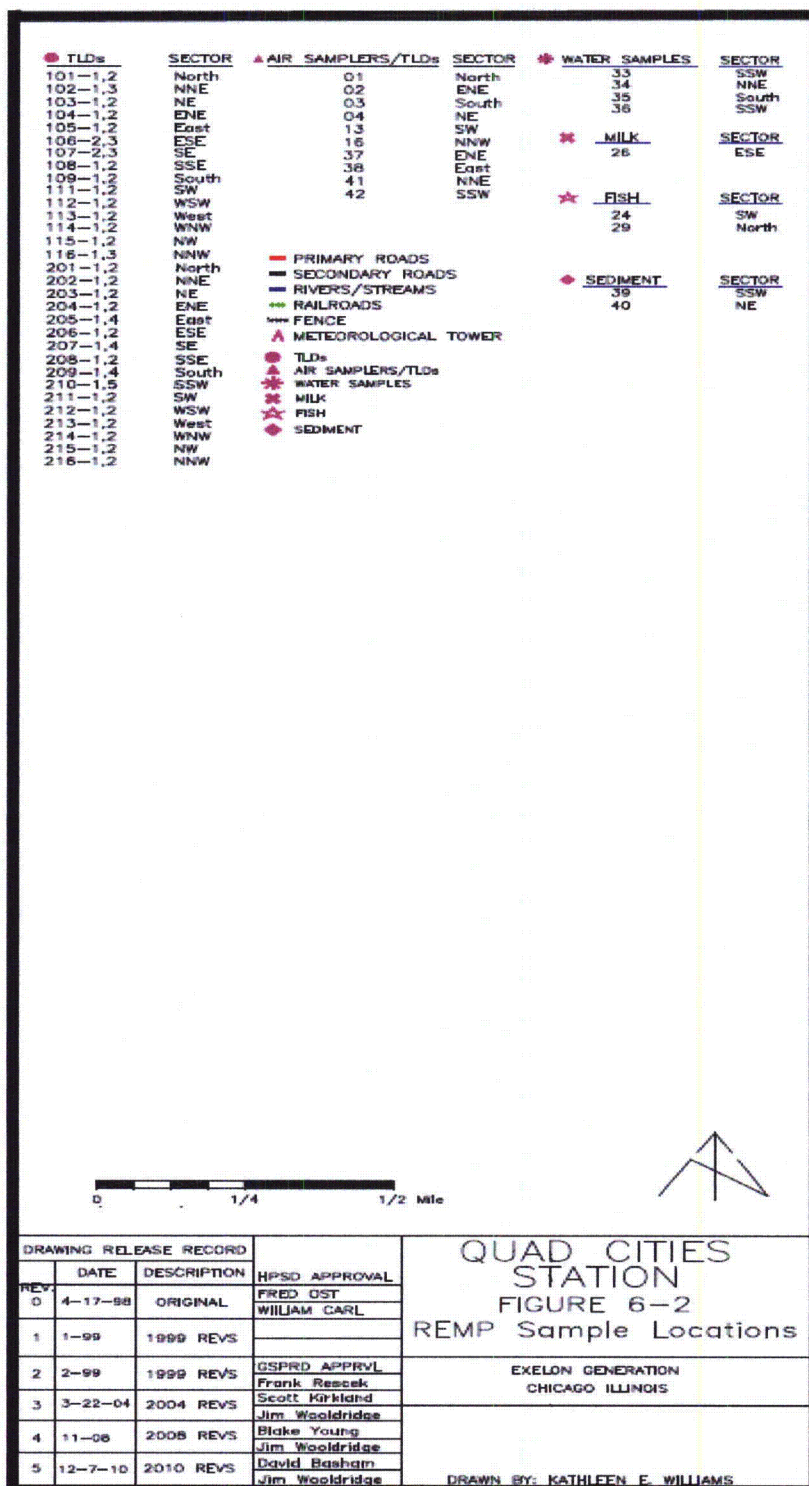 TLDs SECTOR
101-1,2 North
102-1,3 NNE
103-1,2 NE
104-1,2 ENE
105-1,2 East
106-2,3 ESE
107-2,3 SE
108-1,2 SSE
109-1,2 South
111-1,2 SW
112-1,2 WSW
113-1,2 West
114-1,2 WNW
115-1,2 NW
116-1,3 NNW
201-1,2 North
202-1,2 NNE
203-1,2 NE
204-1,2 ENE
205-1,4 East
206-1,2 ESE
207-1,4 SE
208-1,2 SSE
209-1,4 South
210-1,5 SSW
211-1,2 SW
212-1,2 WSW
213-1,2 West
214-1,2 WNW
215-1,2 NW
216-1,2 NNW
AIR SAMPLERS/TLDs SECTOR
01 North
02 ENE
03 South
04 NE
13 SW
16 NNW
37 ENE
38 East
41 NNE
42 SSW
PRIMARY ROADS
SECONDARY ROADS
RIVERS/STREAMS
RAILROADS
FENCE
METEOROLOGICAL TOWER
TLDs
AIR SAMPLERS/TLDs
WATER SAMPLES
MILK
FISH
SEDIMENT
WATER SAMPLES SECTOR
33 SSW
34 NNE
35 South
36 SSW
MILK SECTOR
26 ESE
FISH SECTOR
24 SW
29 North
SEDIMENT SECTOR
39 SSW
40 NE
0 1/4 1/2 Mile
DRAWING RELEASE RECORD
REV. DATE DESCRIPTION HPSD APPROVAL
0 4-17-98 ORIGINAL FRED OST
WIILIAM CARL
1 1-99 1999 REVS
2 2-99 1999 REVS GSPRD APPRVL
Frank Rescek
3 3-22-04 2004 REVS Scott Kirkland
Jim Wooldridge
4 11-08 2008 REVS Blake Young
Jim Wooldridge
5 12-7-10 2010 REVS David Basham
Jim Wooldridge
QUAD CITIES
STATION
FIGURE 6-2
REMP Sample Locations
EXELON GENERATION
CHICAGO ILLINOIS
DRAWN BY: KATHLEEN E. WILLIAMS